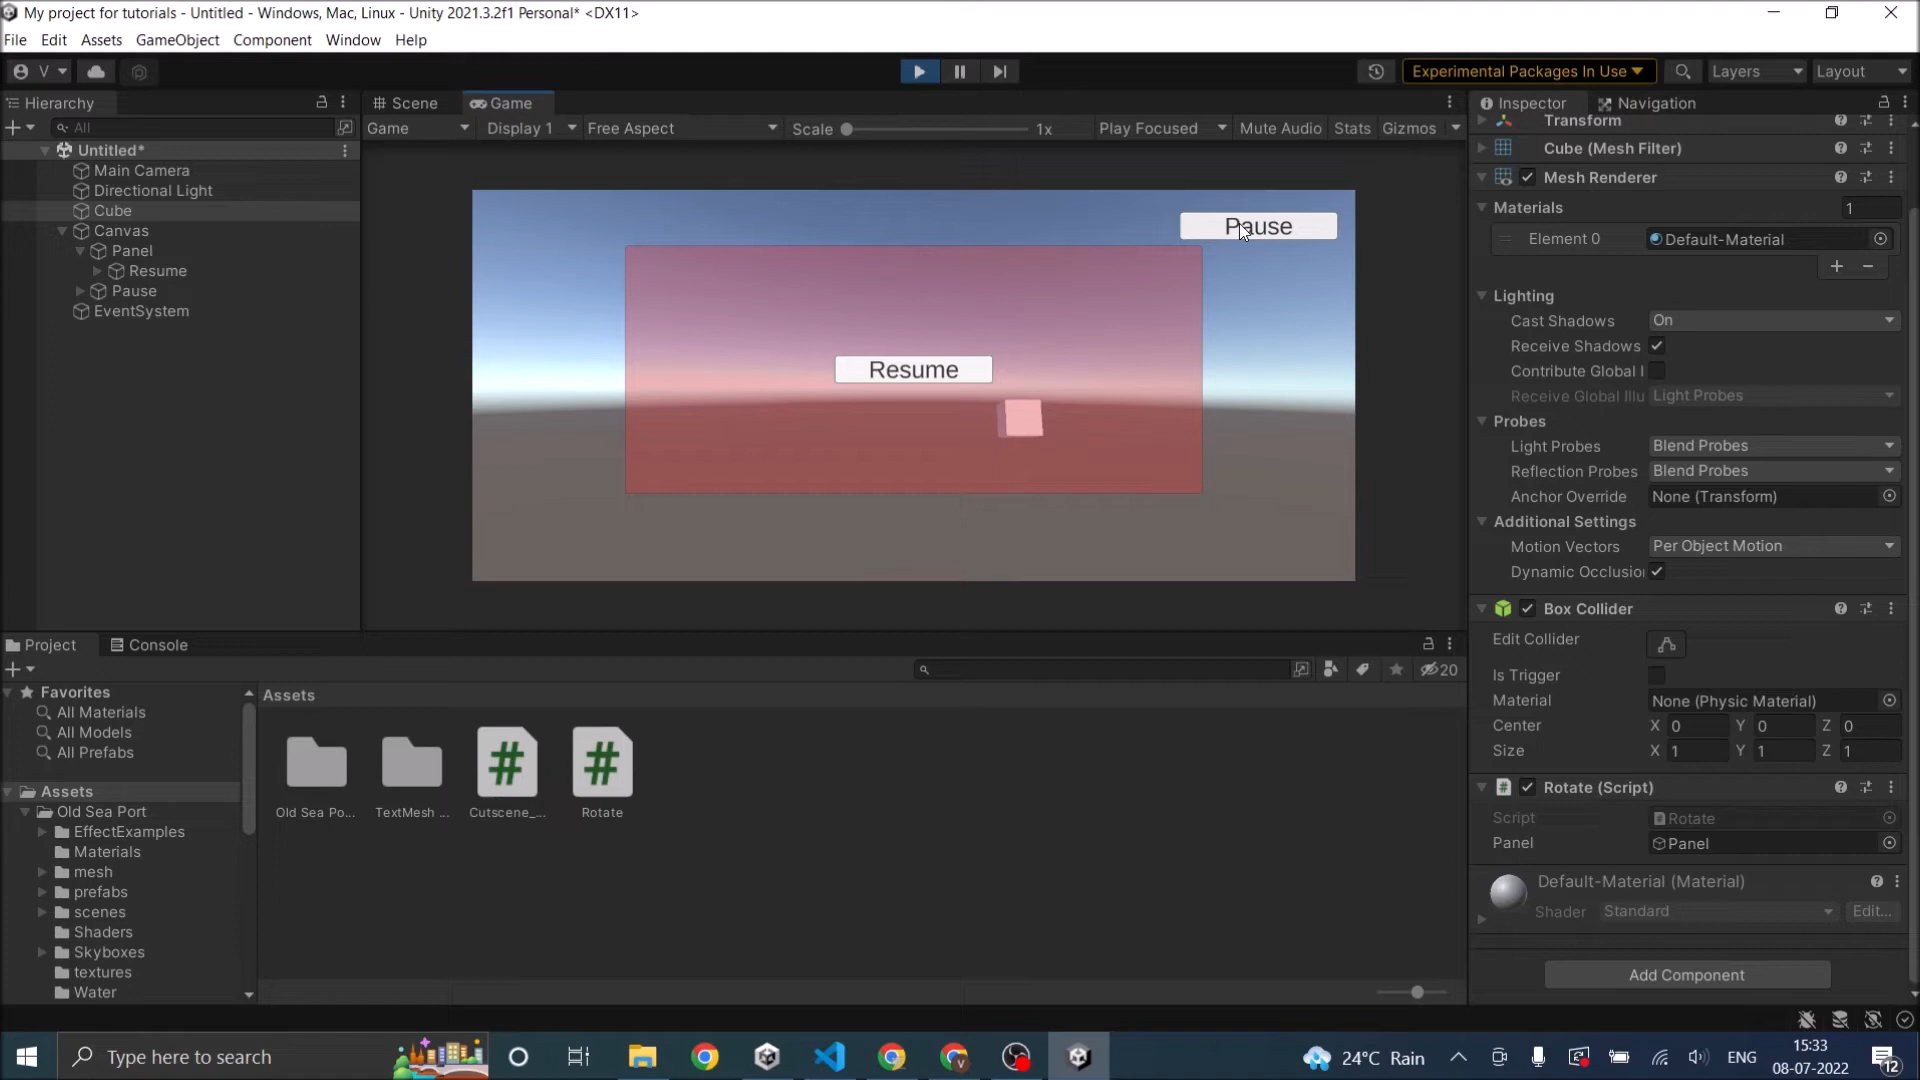 My project for tutorials - Untitled - Windows, Mac, Linux - Unity 2021.3.2f1 Personal* <DX11>
File Edit Assets GameObject Component Window Help
V Experimental Packages In Use Layers Layout
Hierarchy
All
Untitled*
Main Camera
Directional Light
Cube
Canvas
Panel
Resume
Pause
EventSystem
Scene Game
Game Display 1 Free Aspect Scale 1x Play Focused Mute Audio Stats Gizmos
Pause
Resume
Inspector Navigation
Transform
Cube (Mesh Filter)
Mesh Renderer
Materials 1
Element 0 Default-Material
Lighting
Cast Shadows On
Receive Shadows
Contribute Global I
Receive Global Illu Light Probes
Probes
Light Probes Blend Probes
Reflection Probes Blend Probes
Anchor Override None (Transform)
Additional Settings
Motion Vectors Per Object Motion
Dynamic Occlusio
Box Collider
Edit Collider
Is Trigger
Material None (Physic Material)
Center X 0 Y 0 Z 0
Size X 1 Y 1 Z 1
Rotate (Script)
Script Rotate
Panel Panel
Default-Material (Material)
Shader Standard Edit...
Add Component
Project Console
20
Favorites
All Materials
All Models
All Prefabs
Assets
Old Sea Port
EffectExamples
Materials
mesh
prefabs
scenes
Shaders
Skyboxes
textures
Water
Assets
Old Sea Po... TextMesh ... Cutscene_... Rotate
Type here to search
24°C Rain ENG
15:33
08-07-2022
12